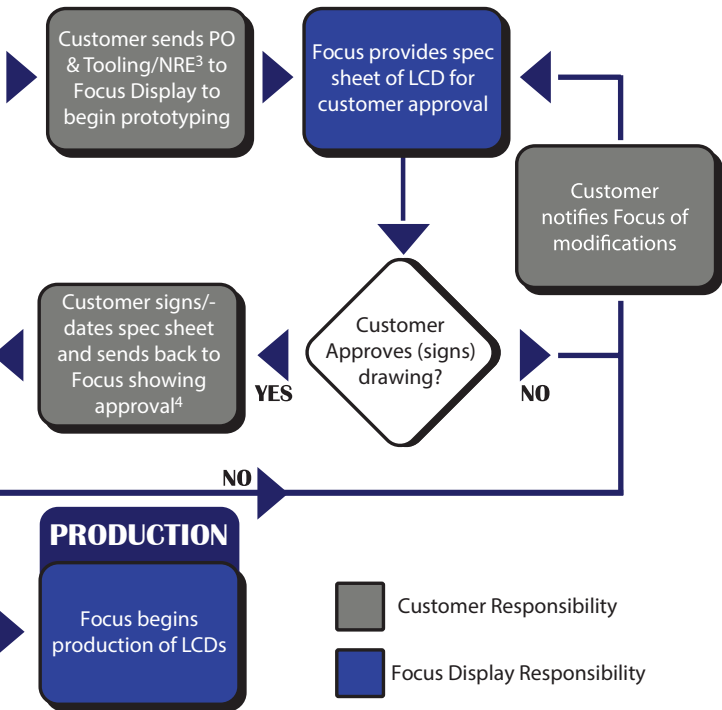 Customer sends PO
& Tooling/NRE³ to
Focus Display to
begin prototyping
Focus provides spec
sheet of LCD for
customer approval
Customer
notifies Focus of
modifications
Customer signs/-
dates spec sheet
and sends back to
Focus showing
approval⁴
YES
Customer
Approves (signs)
drawing?
NO
NO
PRODUCTION
Focus begins
production of LCDs
Customer Responsibility
Focus Display Responsibility